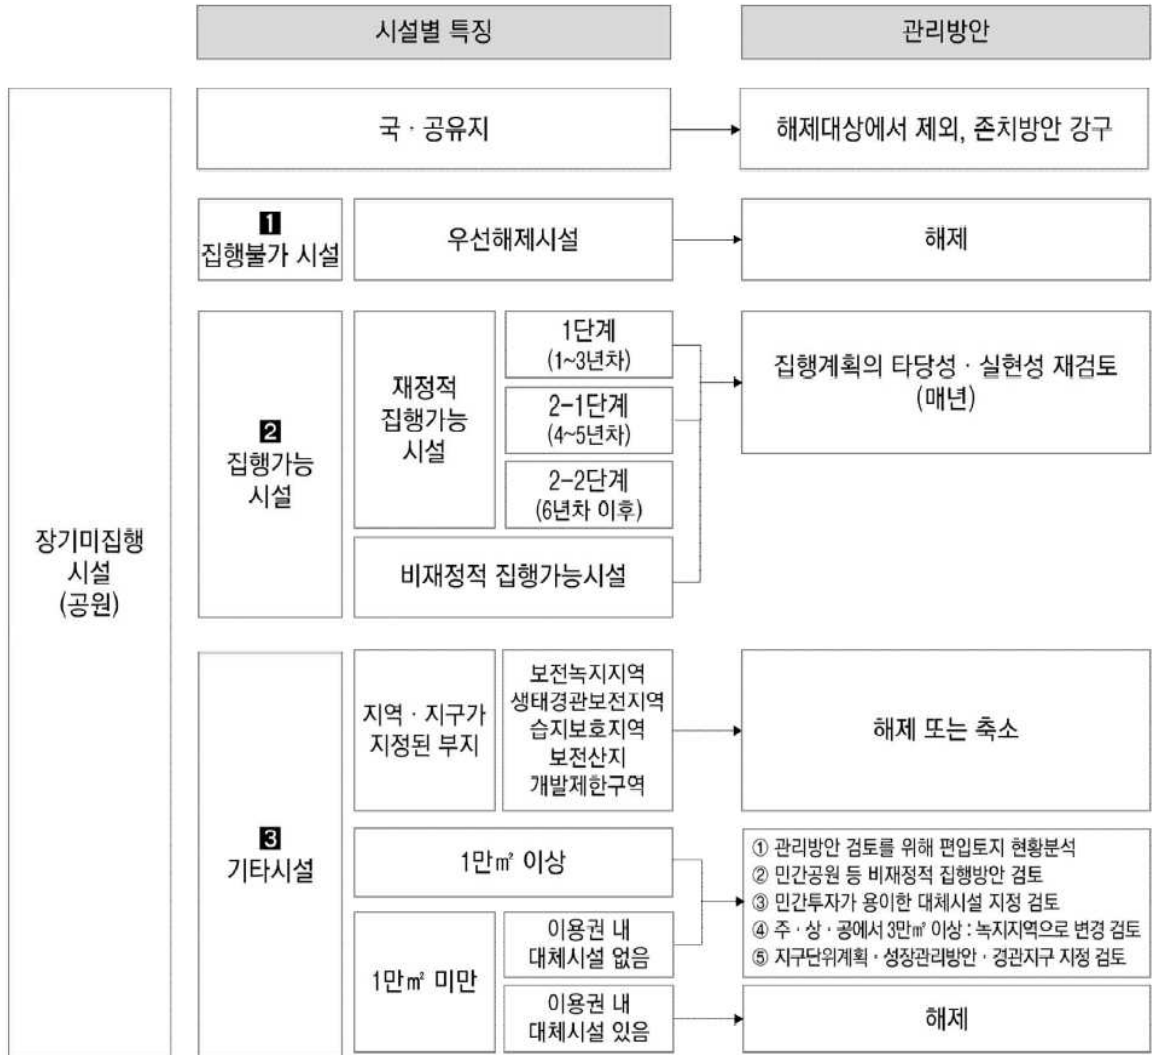 시설별 특징
관리방안
장기미집행
시설
(공원)
국 · 공유지
해제대상에서 제외, 존치방안 강구
1
집행불가 시설
우선해제시설
해제
2
집행가능
시설
재정적
집행가능
시설
1단계
(1~3년차)
2-1단계
(4~5년차)
2-2단계
(6년차 이후)
비재정적 집행가능시설
집행계획의 타당성 · 실현성 재검토
(매년)
3
기타시설
지역 · 지구가
지정된 부지
보전녹지지역
생태경관보전지역
습지보호지역
보전산지
개발제한구역
해제 또는 축소
1만㎡ 이상
1만㎡ 미만
이용권 내
대체시설 없음
① 관리방안 검토를 위해 편입토지 현황분석
② 민간공원 등 비재정적 집행방안 검토
③ 민간투자가 용이한 대체시설 지정 검토
④ 주 · 상 · 공에서 3만㎡ 이상 : 녹지지역으로 변경 검토
⑤ 지구단위계획 · 성장관리방안 · 경관지구 지정 검토
이용권 내
대체시설 있음
해제